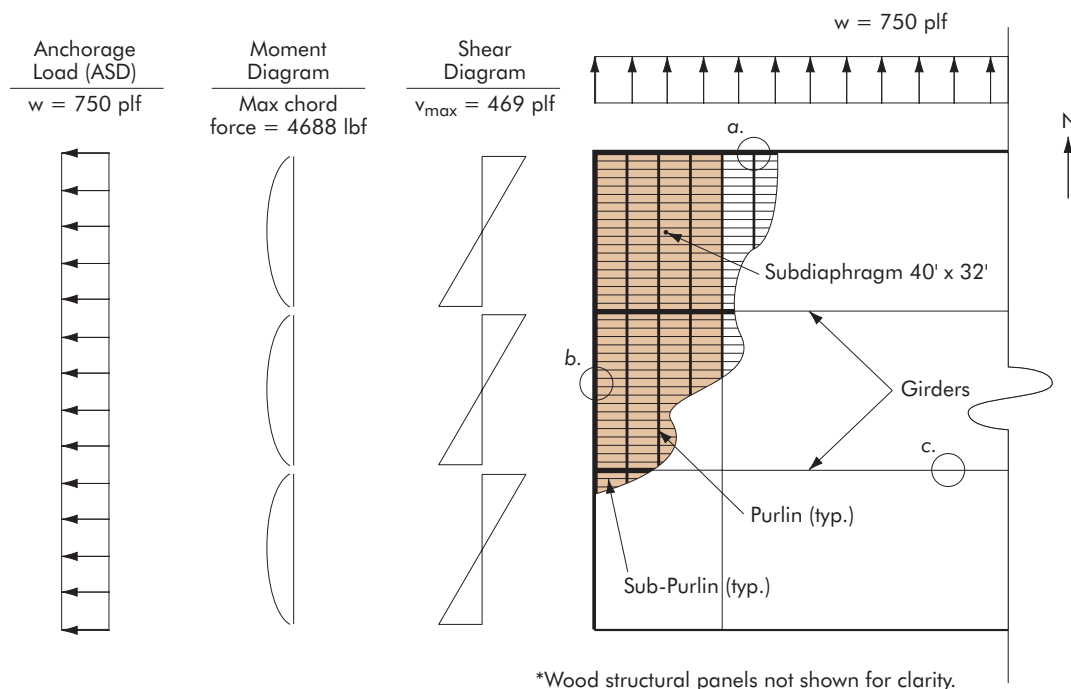 Anchorage
Load (ASD)
w = 750 plf
Moment
Diagram
Max chord
force = 4688 lbf
Shear
Diagram
vmax = 469 plf
w = 750 plf
N
a.
Subdiaphragm 40' x 32'
b.
Girders
c.
Purlin (typ.)
Sub-Purlin (typ.)
*Wood structural panels not shown for clarity.